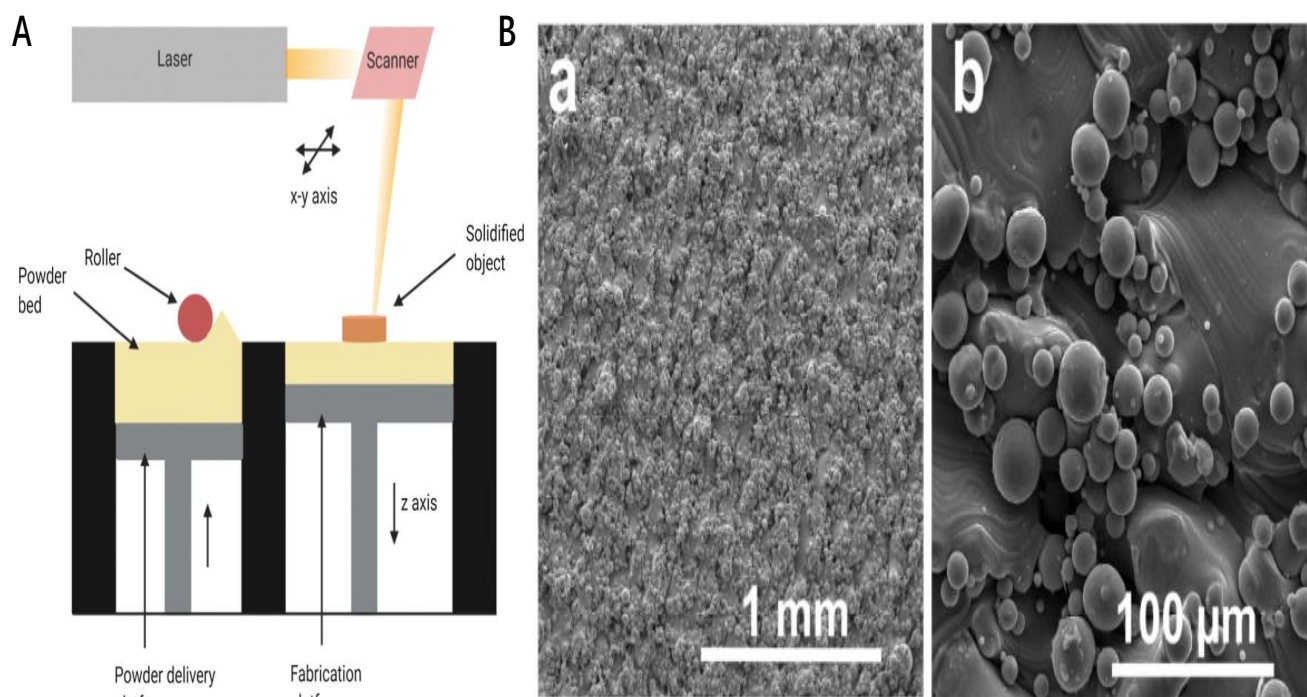 A
Laser
Scanner
x-y axis
Solidified
object
Roller
Powder
bed
z axis
Powder delivery
Fabrication
B
a
1 mm
b
100 µm